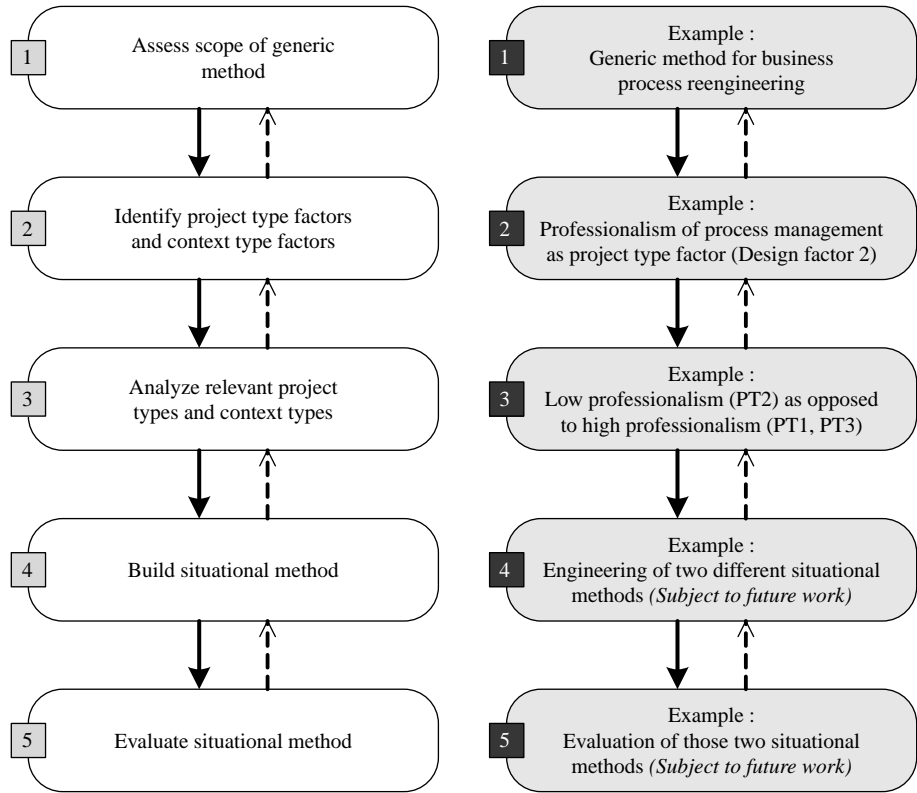 1
Assess scope of generic
method
2
Identify project type factors
and context type factors
3
Analyze relevant project
types and context types
4
Build situational method
5
Evaluate situational method
1
Example :
Generic method for business
process reengineering
2
Example :
Professionalism of process management
as project type factor (Design factor 2)
3
Example :
Low professionalism (PT2) as opposed
to high professionalism (PT1, PT3)
4
Example :
Engineering of two different situational
methods (Subject to future work)
5
Example :
Evaluation of those two situational
methods (Subject to future work)